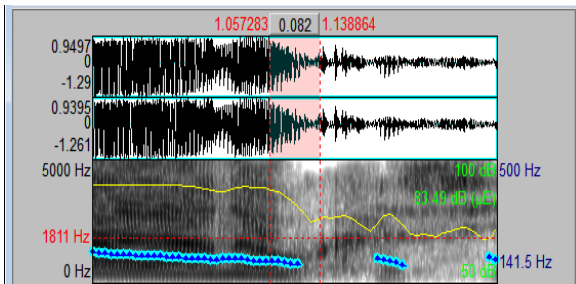 1.057283 0.082 1.138864
0.9497
0
-1.29
0.9395
0
-1.261
5000 Hz 100 dB 500 Hz
83.49 dB (µE)
1811 Hz
141.5 Hz
0 Hz 50 dB